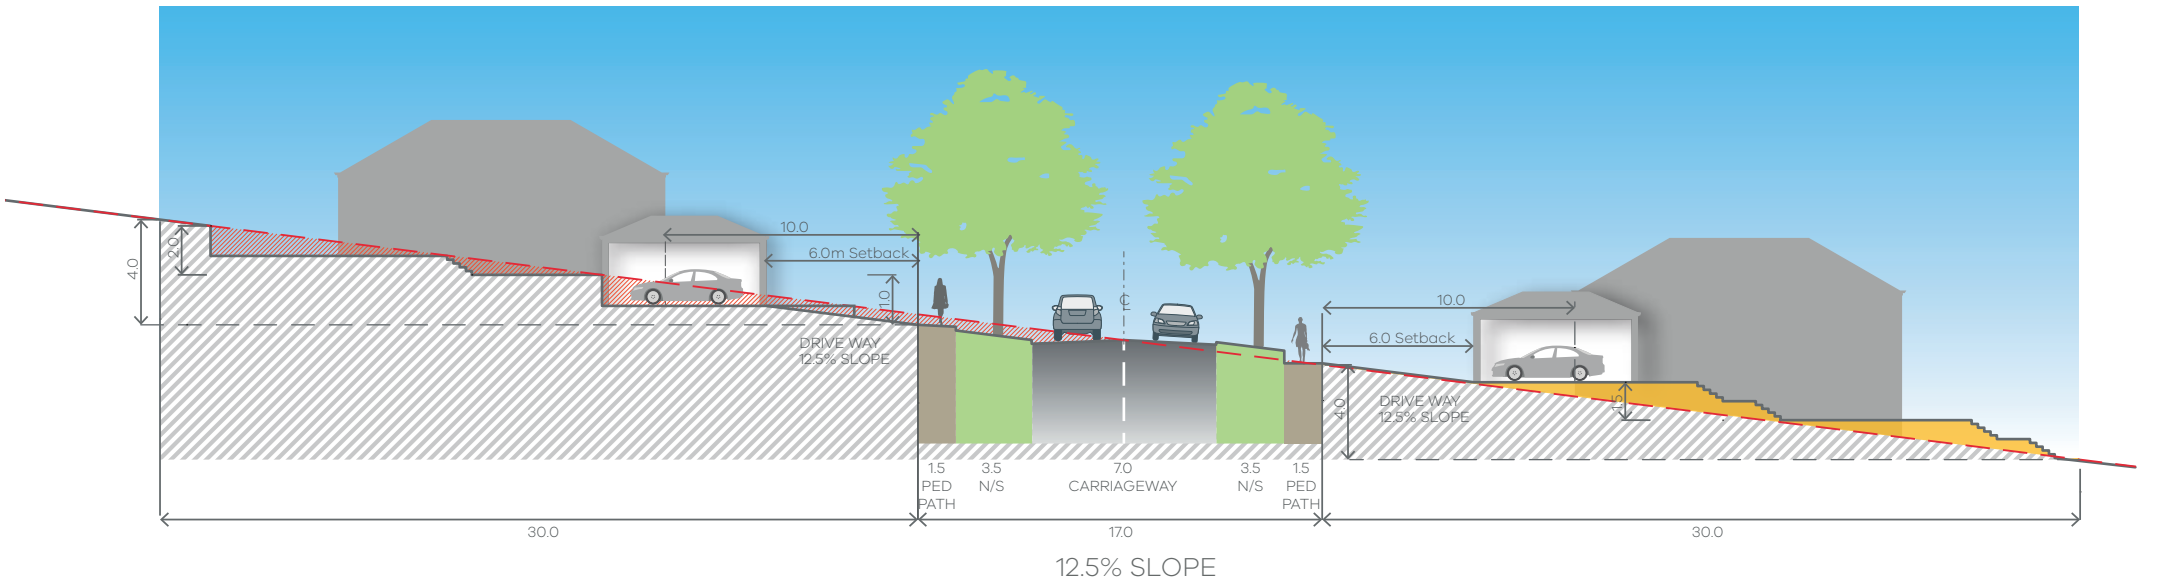 10.0
6.0m Setback
2.0
4.0
1.0
C
L
10.0
6.0 Setback
DRIVE WAY
12.5% SLOPE
4.0
DRIVE WAY
12.5% SLOPE
1.5
1.5
PED
PATH
3.5
N/S
7.0
CARRIAGEWAY
3.5
N/S
1.5
PED
PATH
30.0
17.0
30.0
12.5% SLOPE